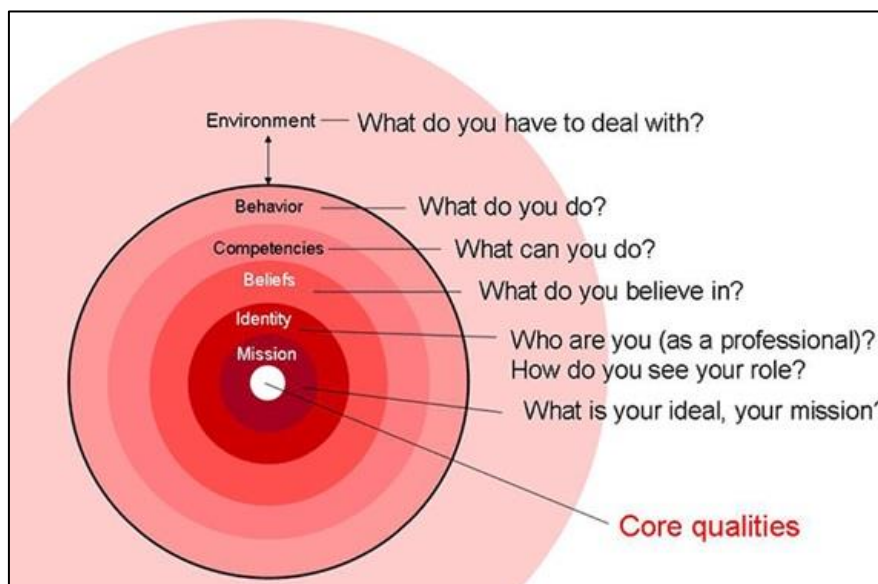 Environment What do you have to deal with?
Behavior What do you do?
Competencies What can you do?
Beliefs What do you believe in?
Identity Who are you (as a professional)?
How do you see your role?
Mission What is your ideal, your mission?
Core qualities